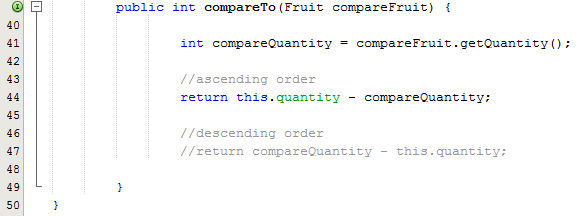 public int compareTo(Fruit compareFruit) {
40
41 int compareQuantity = compareFruit.getQuantity();
42
43 //ascending order
44 return this.quantity - compareQuantity;
45
46 //descending order
47 //return compareQuantity - this.quantity;
48
49 }
50 }